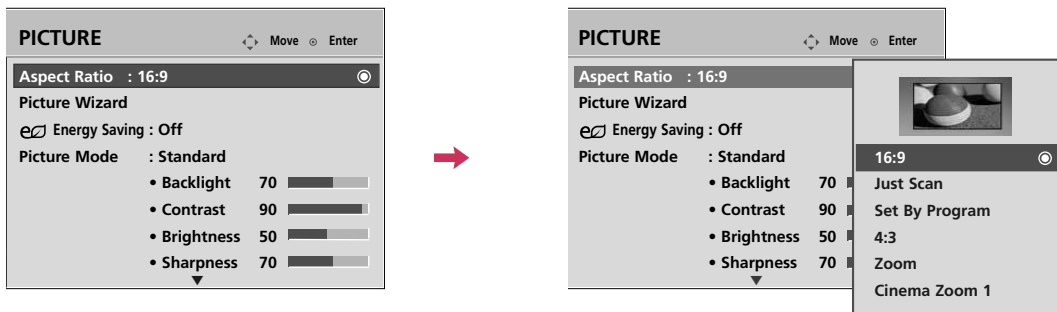 PICTURE Move Enter
Aspect Ratio : 16:9
Picture Wizard
Energy Saving : Off
Picture Mode : Standard
• Backlight 70
• Contrast 90
• Brightness 50
• Sharpness 70
PICTURE Move Enter
Aspect Ratio : 16:9
Picture Wizard
Energy Saving : Off
Picture Mode : Standard
• Backlight 70
• Contrast 90
• Brightness 50
• Sharpness 70
16:9
Just Scan
Set By Program
4:3
Zoom
Cinema Zoom 1